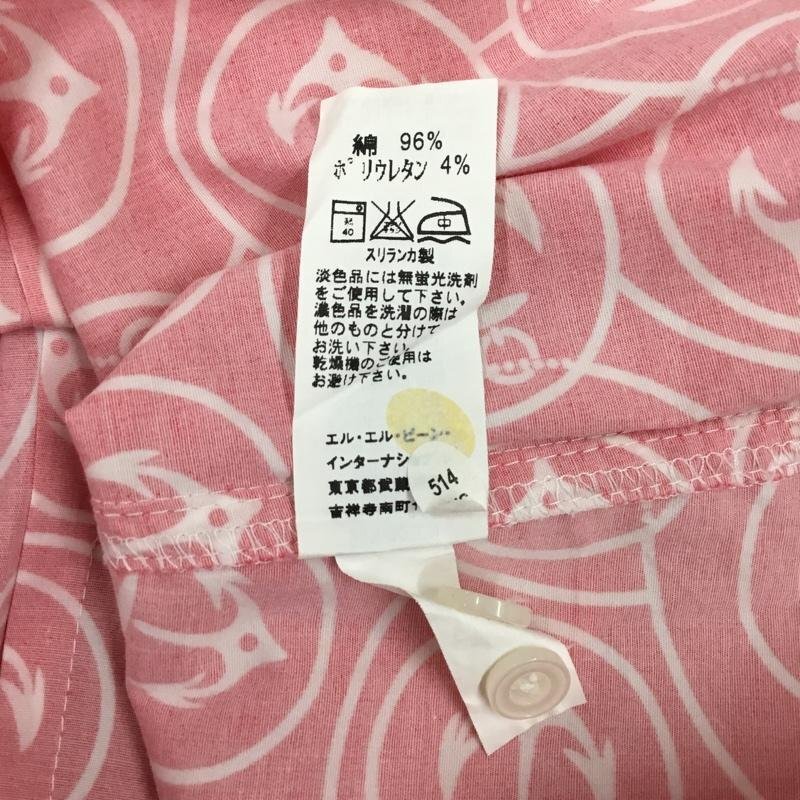 綿 96%
ポリウレタン 4%
40
中
スリランカ製
淡色品には無蛍光洗剤
をご使用して下さい。
濃色品を洗濯の際は
他のものと分けて
お洗い下さい。
乾燥機のご使用は
お避け下さい。
エル・エル・ビーン・
インターナショ
東京都武蔵
吉祥寺南町
514